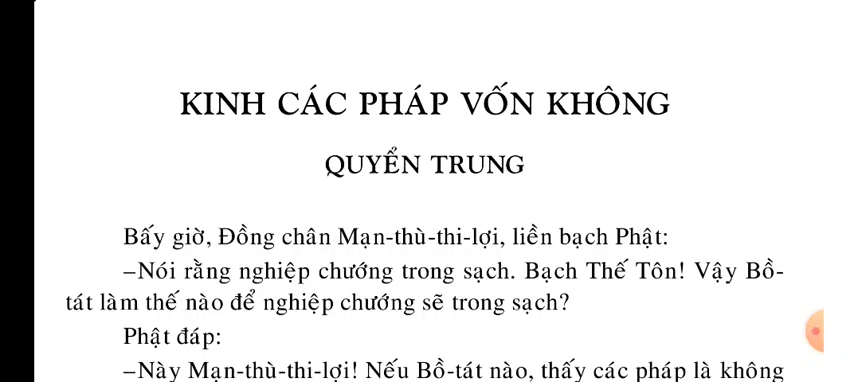 KINH CÁC PHÁP VỐN KHÔNG
QUYỂN TRUNG
Bấy giờ, Đồng chân Mạn-thù-thi-lợi, liền bạch Phật:
–Nói rằng nghiệp chướng trong sạch. Bạch Thế Tôn! Vậy Bồ-
tát làm thế nào để nghiệp chướng sẽ trong sạch?
Phật đáp:
–Này Mạn-thù-thi-lợi! Nếu Bồ-tát nào, thấy các pháp là không